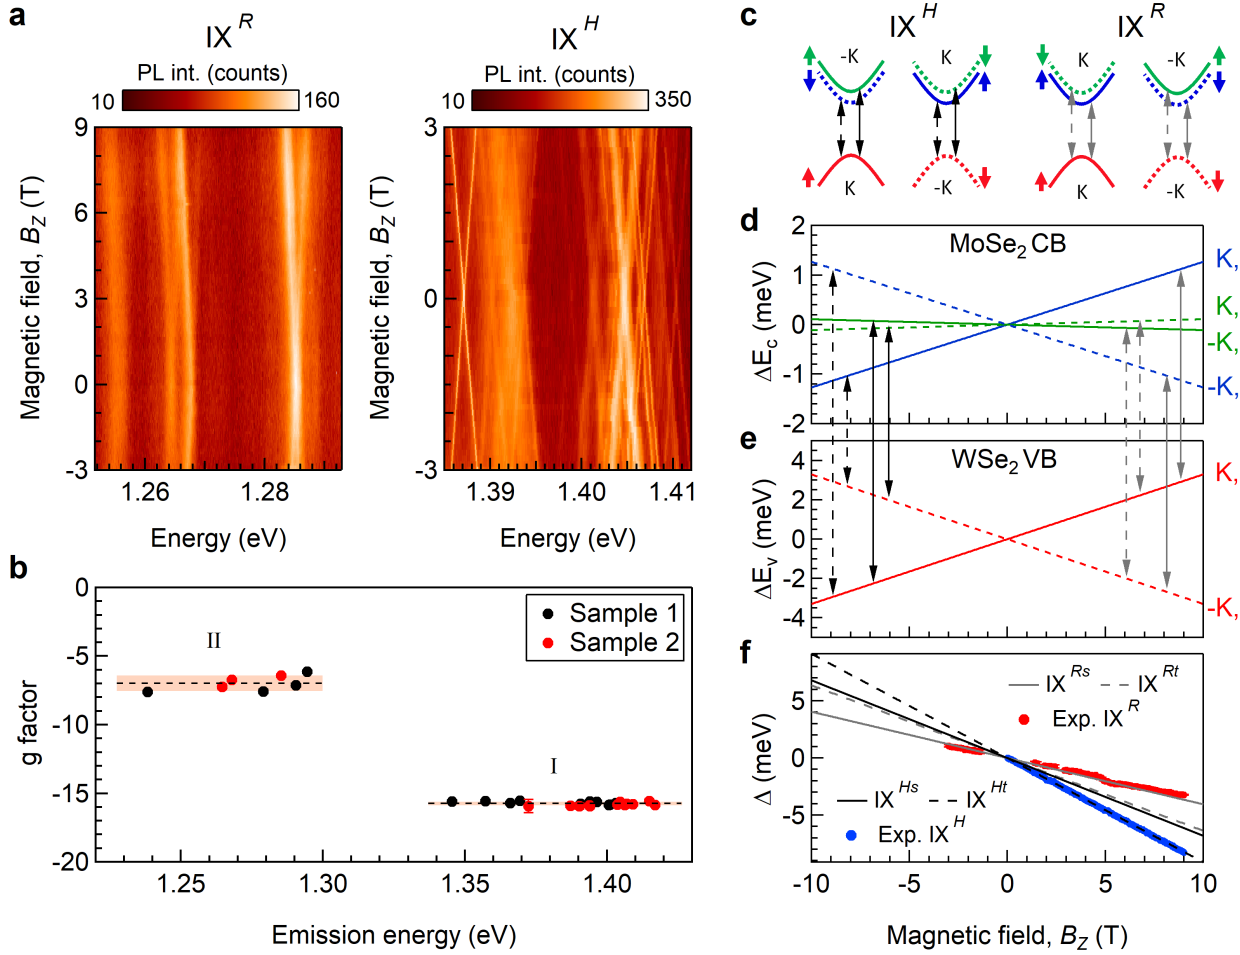 a
IX R
PL int. (counts)
10 160
9
6
3
0
-3
Magnetic field, BZ (T)
1.26 1.28
Energy (eV)
IX H
PL int. (counts)
10 350
3
0
-3
Magnetic field, BZ (T)
1.39 1.40 1.41
Energy (eV)
b
0
-5
-10
-15
-20
g factor
II
I
Sample 1
Sample 2
1.25 1.30 1.35 1.40
Emission energy (eV)
c
IX H IX R
-K K K -K
K -K K -K
d
2
1
0
-1
-2
ΔEc (meV)
MoSe2 CB
K,
K,
-K,
-K,
e
4
2
0
-2
-4
ΔEv (meV)
WSe2 VB
K,
-K,
f
5
0
-5
Δ (meV)
IX Rs IX Rt
Exp. IX R
IX Hs IX Ht
Exp. IX H
-10 -5 0 5 10
Magnetic field, BZ (T)